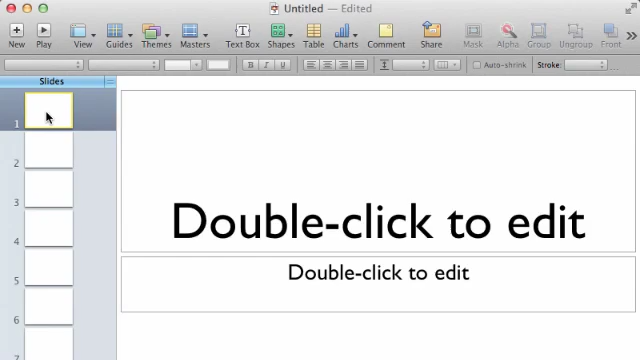 Untitled — Edited
New Play View Guides Themes Masters Text Box Shapes Table Charts Comment Share Mask Alpha Group Ungroup Front
B I U Auto-shrink Stroke:
Slides
1
2
3
4
5
6
7
Double-click to edit
Double-click to edit